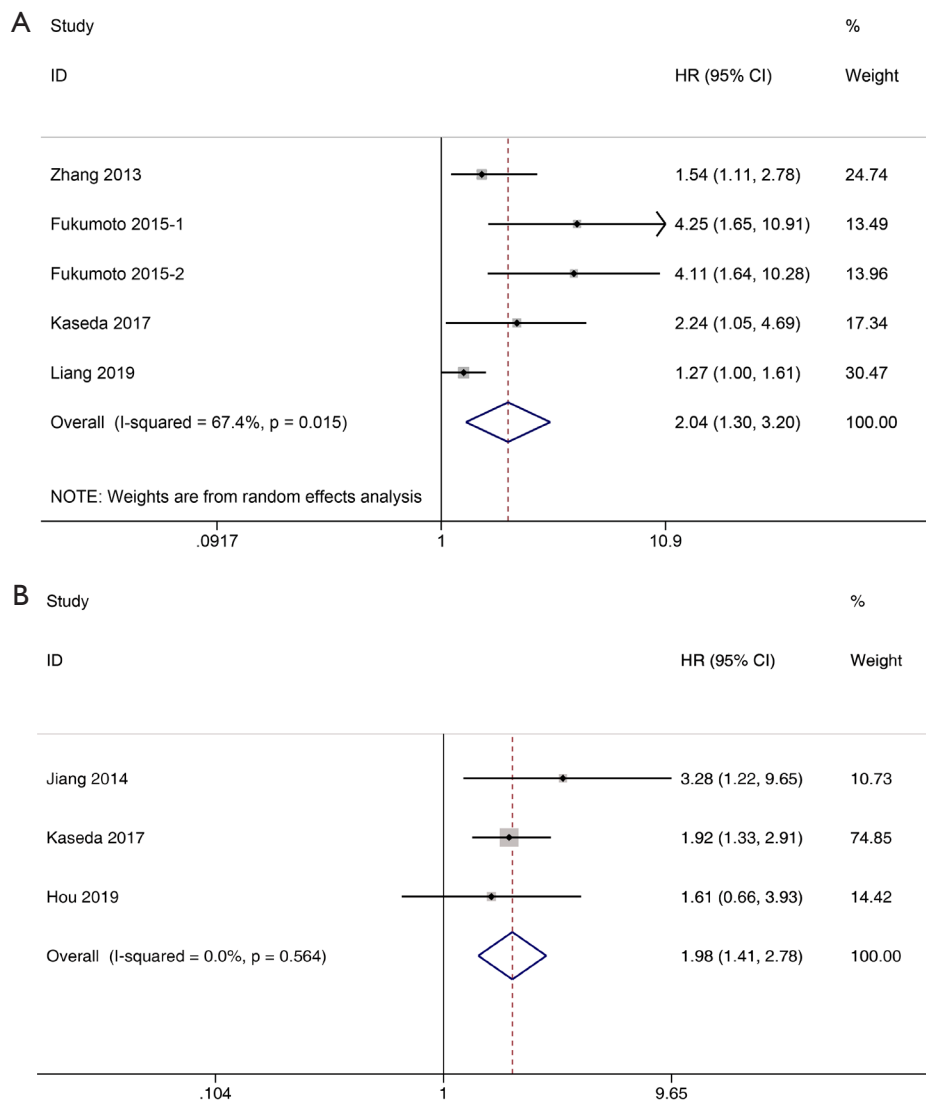 A Study %
ID HR (95% CI) Weight
Zhang 2013 1.54 (1.11, 2.78) 24.74
Fukumoto 2015-1 4.25 (1.65, 10.91) 13.49
Fukumoto 2015-2 4.11 (1.64, 10.28) 13.96
Kaseda 2017 2.24 (1.05, 4.69) 17.34
Liang 2019 1.27 (1.00, 1.61) 30.47
Overall (I-squared = 67.4%, p = 0.015) 2.04 (1.30, 3.20) 100.00
NOTE: Weights are from random effects analysis
.0917 1 10.9
B Study %
ID HR (95% CI) Weight
Jiang 2014 3.28 (1.22, 9.65) 10.73
Kaseda 2017 1.92 (1.33, 2.91) 74.85
Hou 2019 1.61 (0.66, 3.93) 14.42
Overall (I-squared = 0.0%, p = 0.564) 1.98 (1.41, 2.78) 100.00
.104 1 9.65